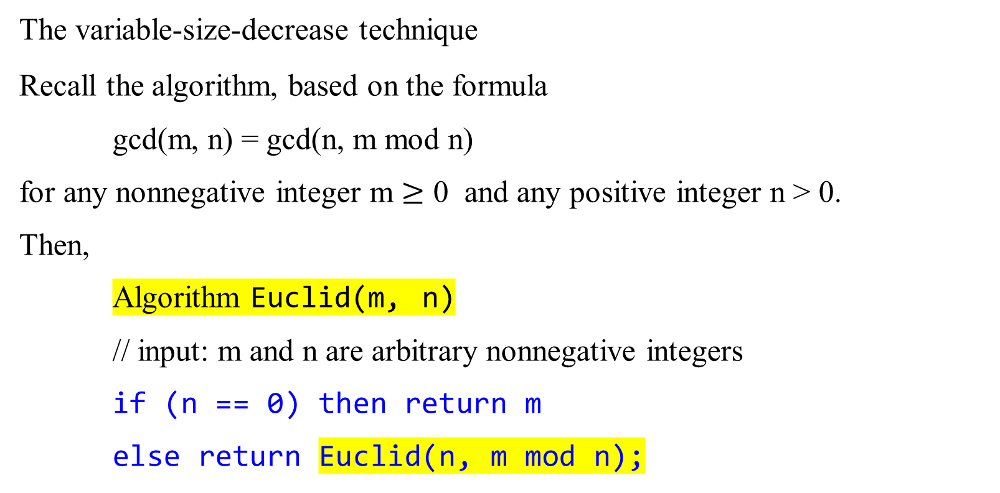 The variable-size-decrease technique
Recall the algorithm, based on the formula
gcd(m, n) = gcd(n, m mod n)
for any nonnegative integer m ≥ 0 and any positive integer n > 0.
Then,
Algorithm Euclid(m, n)
// input: m and n are arbitrary nonnegative integers
if (n == 0) then return m
else return Euclid(n, m mod n);